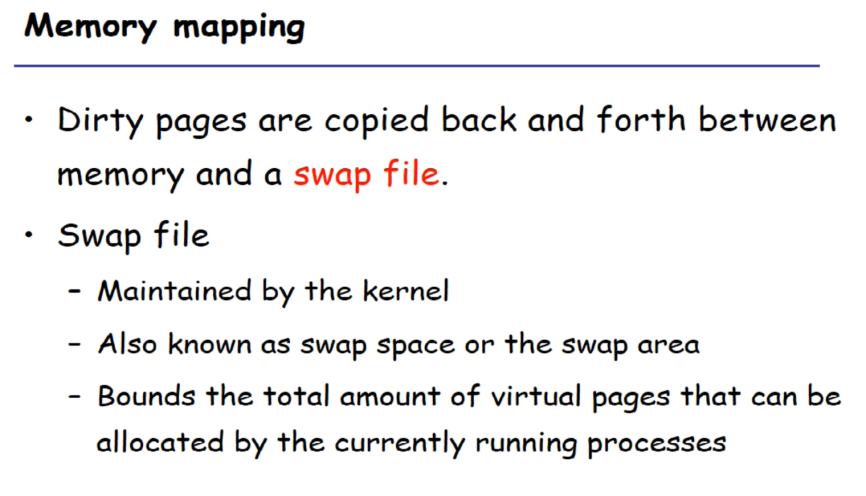 Memory mapping
• Dirty pages are copied back and forth between
memory and a swap file.
• Swap file
– Maintained by the kernel
– Also known as swap space or the swap area
– Bounds the total amount of virtual pages that can be
allocated by the currently running processes